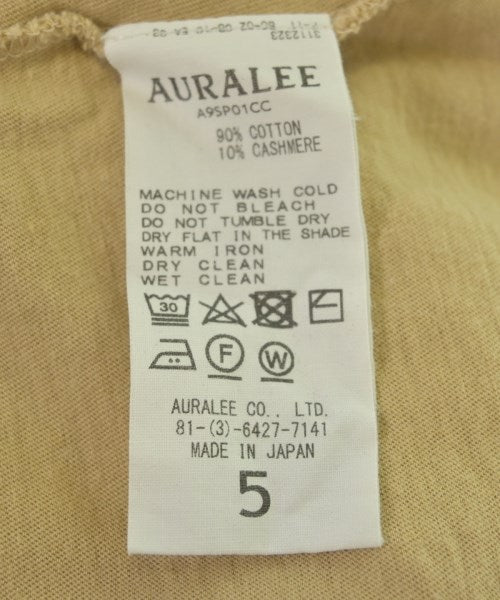 3112323
AURALEE
A9SP01CC
90% COTTON
10% CASHMERE
MACHINE WASH COLD
DO NOT BLEACH
DO NOT TUMBLE DRY
DRY FLAT IN THE SHADE
WARM IRON
DRY CLEAN
WET CLEAN
30
F W
AURALEE CO., LTD.
81-(3)-6427-7141
MADE IN JAPAN
5